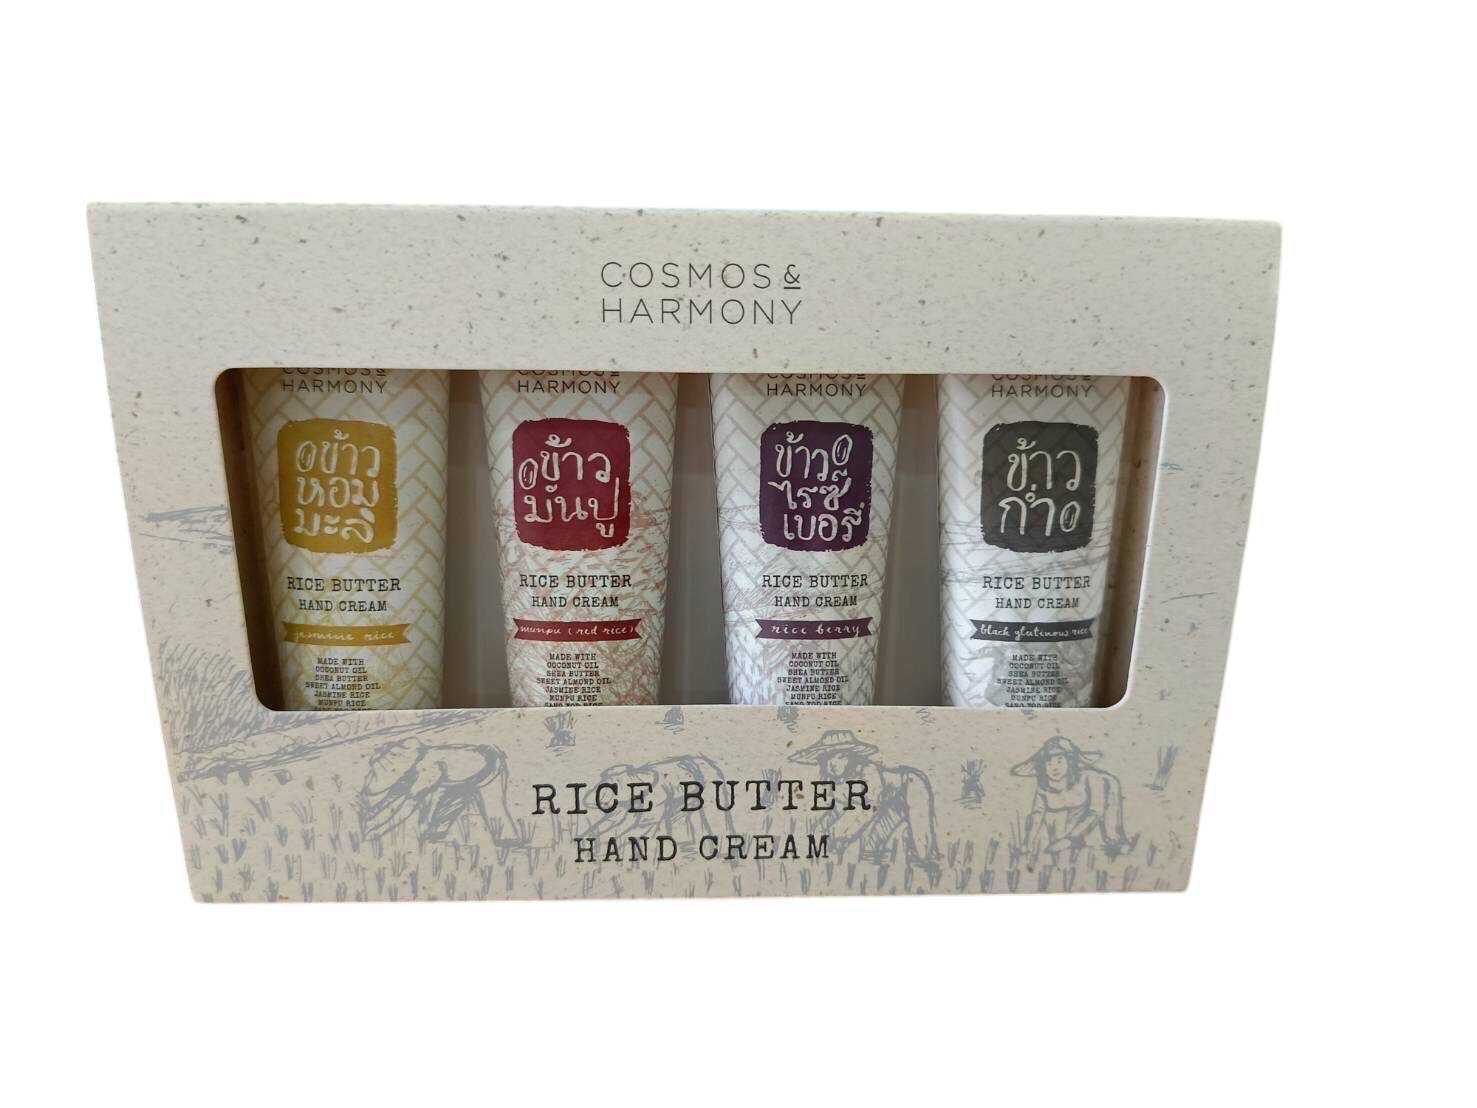 COSMOS &
HARMONY
COSMOS &
HARMONY
ข้าว
หอม
มะลิ
RICE BUTTER
HAND CREAM
jasmine rice
MADE WITH
COCONUT OIL
SHEA BUTTER
SWEET ALMOND OIL
JASMINE RICE
MUNPU RICE
COSMOS &
HARMONY
ข้าว
มันปู
RICE BUTTER
HAND CREAM
munpu (red rice)
MADE WITH
COCONUT OIL
SHEA BUTTER
SWEET ALMOND OIL
JASMINE RICE
MUNPU RICE
COSMOS &
HARMONY
ข้าว
ไรซ์
เบอรี่
RICE BUTTER
HAND CREAM
rice berry
MADE WITH
COCONUT OIL
SHEA BUTTER
SWEET ALMOND OIL
JASMINE RICE
MUNPU RICE
COSMOS &
HARMONY
ข้าว
ก่ำ
RICE BUTTER
HAND CREAM
black glutinous rice
MADE WITH
COCONUT OIL
SHEA BUTTER
SWEET ALMOND OIL
JASMINE RICE
MUNPU RICE
RICE BUTTER
HAND CREAM